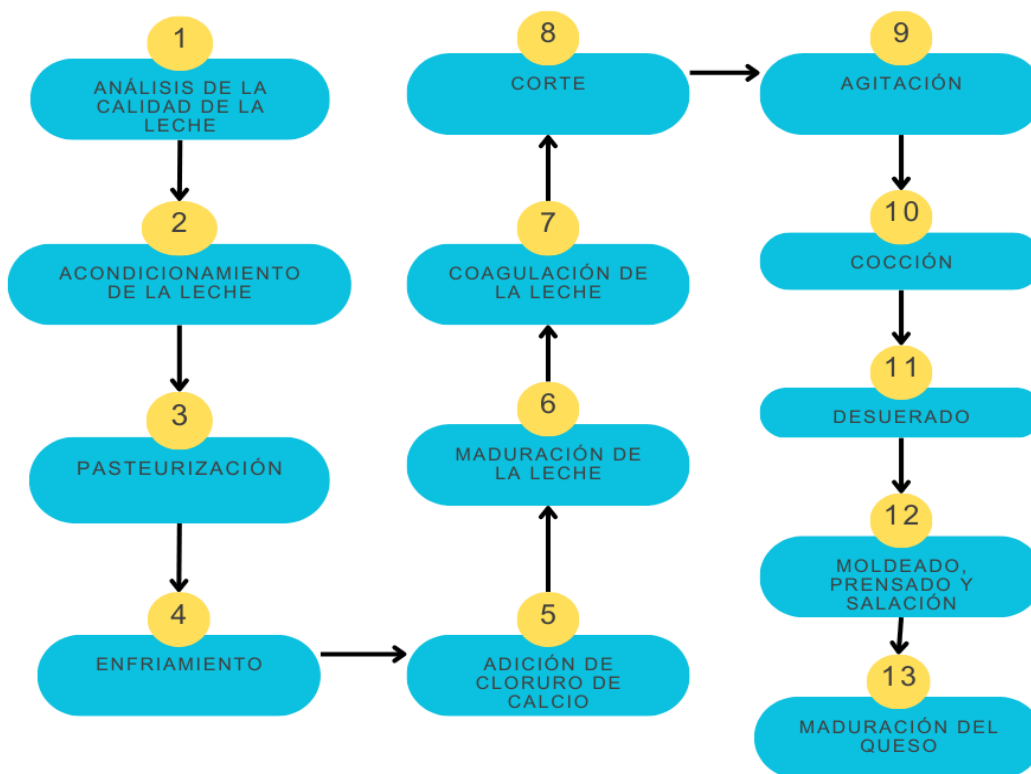 1
ANÁLISIS DE LA
CALIDAD DE LA
LECHE
2
ACONDICIONAMIENTO
DE LA LECHE
3
PASTEURIZACIÓN
4
ENFRIAMIENTO
5
ADICIÓN DE
CLORURO DE
CALCIO
6
MADURACIÓN DE
LA LECHE
7
COAGULACIÓN DE
LA LECHE
8
CORTE
9
AGITACIÓN
10
COCCIÓN
11
DESUERADO
12
MOLDEADO,
PRENSADO Y
SALACIÓN
13
MADURACIÓN DEL
QUESO